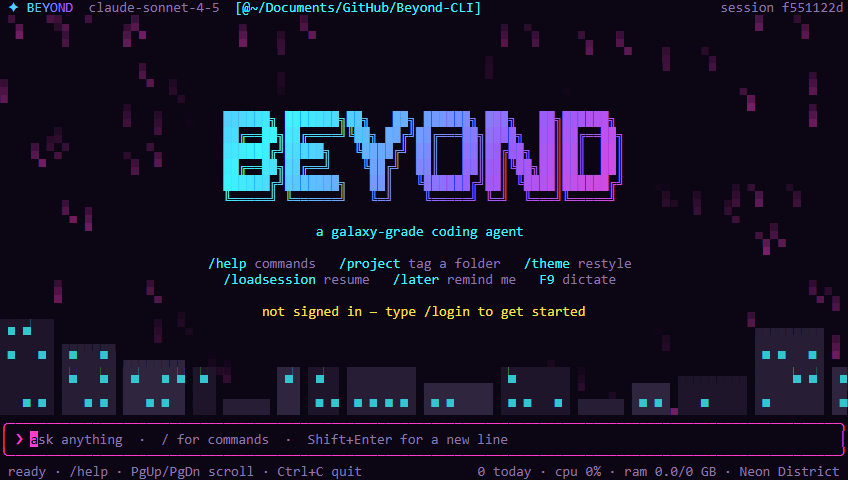 ✦ BEYOND claude-sonnet-4-5 [@~/Documents/GitHub/Beyond-CLI] session f551122d
BEYOND
a galaxy-grade coding agent
/help commands /project tag a folder /theme restyle
/loadsession resume /later remind me F9 dictate
not signed in — type /login to get started
❯ ask anything · / for commands · Shift+Enter for a new line
ready · /help · PgUp/PgDn scroll · Ctrl+C quit 0 today · cpu 0% · ram 0.0/0 GB · Neon District